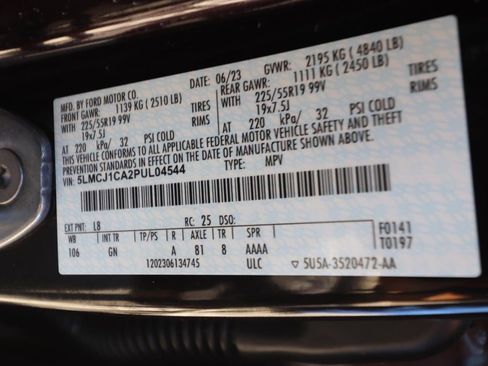 MFD. BY FORD MOTOR CO. DATE: 06/23 GVWR: 2195 KG (4840 LB)
FRONT GAWR: 1139 KG (2510 LB) REAR GAWR: 1111 KG (2450 LB)
WITH 225/55R19 99V TIRES WITH 225/55R19 99V TIRES
19x7.5J RIMS 19x7.5J RIMS
AT 220 kPa/ 32 PSI COLD AT 220 kPa/ 32 PSI COLD
THIS VEHICLE CONFORMS TO ALL APPLICABLE FEDERAL MOTOR VEHICLE SAFETY AND THEFT
PREVENTION STANDARDS IN EFFECT ON THE DATE OF MANUFACTURE SHOWN ABOVE.
VIN: 5LMCJ1CA2PUL04544 TYPE: MPV
EXT PNT: L8 RC: 25 DSO: F0141
WB INT TR TP/PS R AXLE TR SPR T0197
106 GN A 81 8 AAAA
1202306134745 ULC ▽ 5U5A-3520472-AA